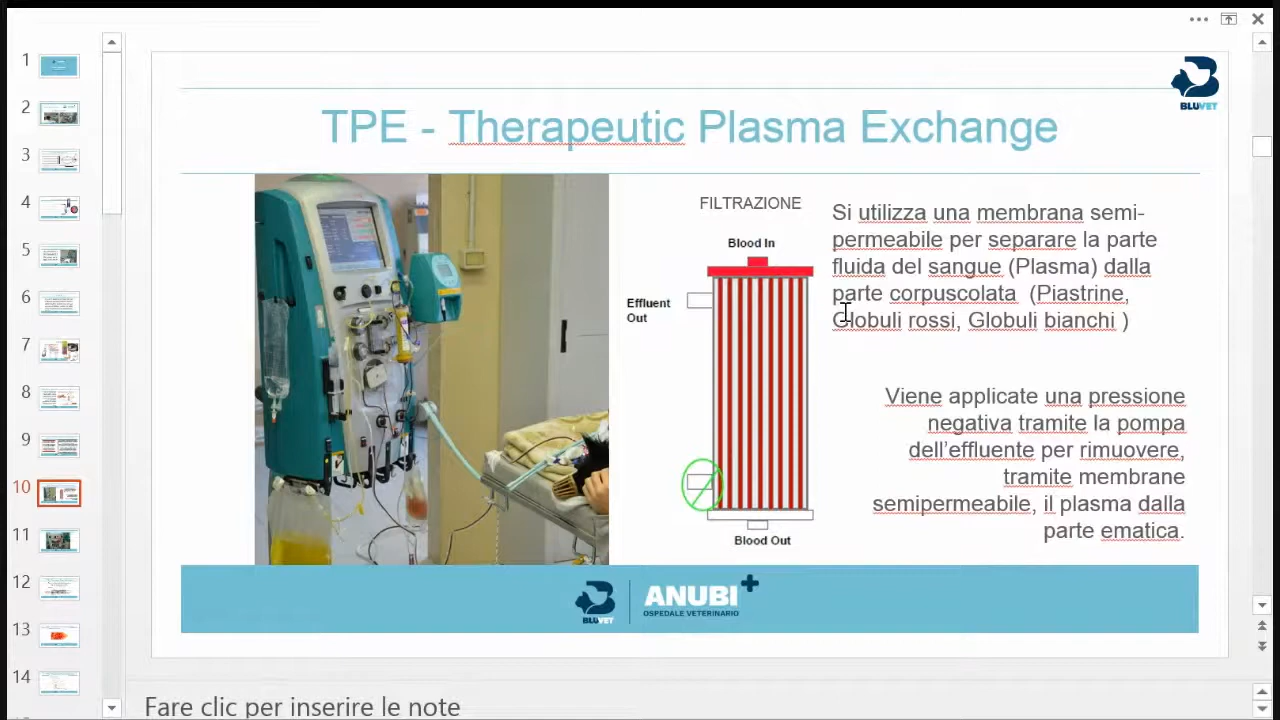 1
2
3
4
5
6
7
8
9
10
11
12
13
14
BLUVET
TPE - Therapeutic Plasma Exchange
FILTRAZIONE
Blood In
Effluent
Out
Blood Out
Si utilizza una membrana semi-
permeabile per separare la parte
fluida del sangue (Plasma) dalla
parte corpuscolata (Piastrine,
Globuli rossi, Globuli bianchi )
Viene applicate una pressione
negativa tramite la pompa
dell'effluente per rimuovere,
tramite membrane
semipermeabile, il plasma dalla
parte ematica.
BLUVET
ANUBI+
OSPEDALE VETERINARIO
Fare clic per inserire le note